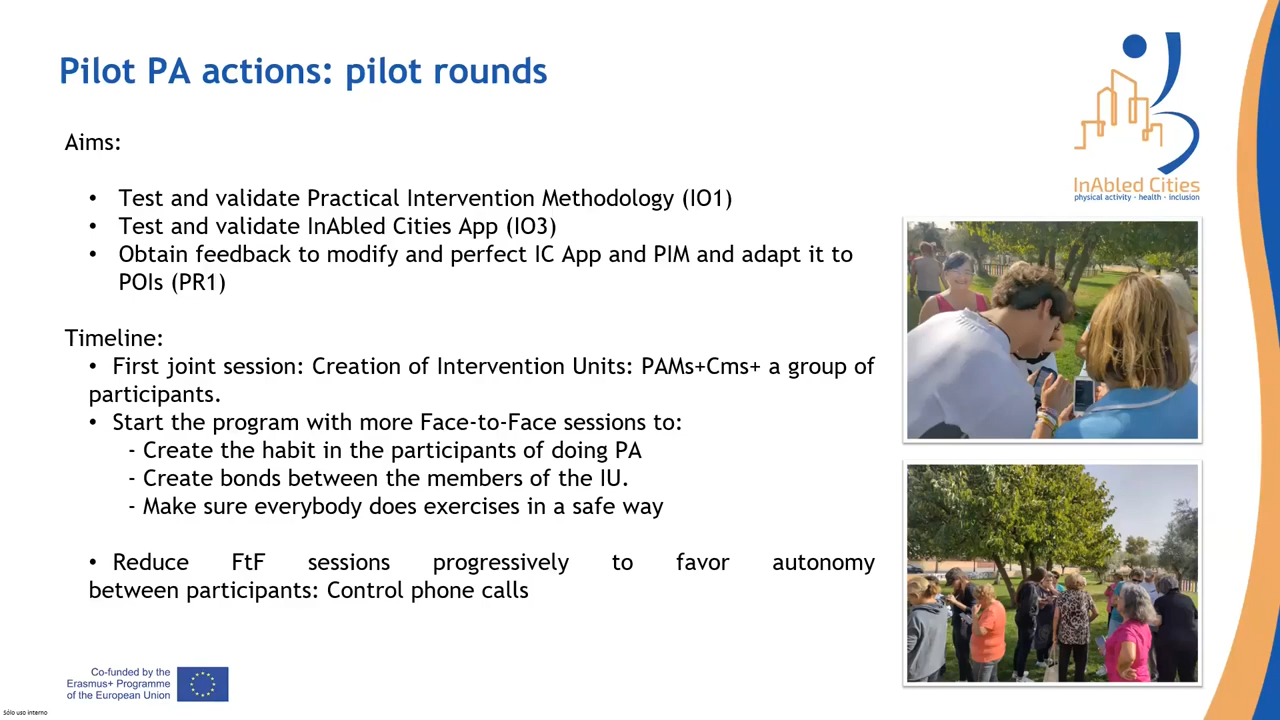 Pilot PA actions: pilot rounds
Aims:
• Test and validate Practical Intervention Methodology (IO1)
• Test and validate InAbled Cities App (IO3)
• Obtain feedback to modify and perfect IC App and PIM and adapt it to
POIs (PR1)
Timeline:
• First joint session: Creation of Intervention Units: PAMs+Cms+ a group of
participants.
• Start the program with more Face-to-Face sessions to:
- Create the habit in the participants of doing PA
- Create bonds between the members of the IU.
- Make sure everybody does exercises in a safe way
• Reduce FtF sessions progressively to favor autonomy
between participants: Control phone calls
InAbled Cities
physical activity - health - inclusion
Co-funded by the
Erasmus+ Programme
of the European Union
Sólo uso interno